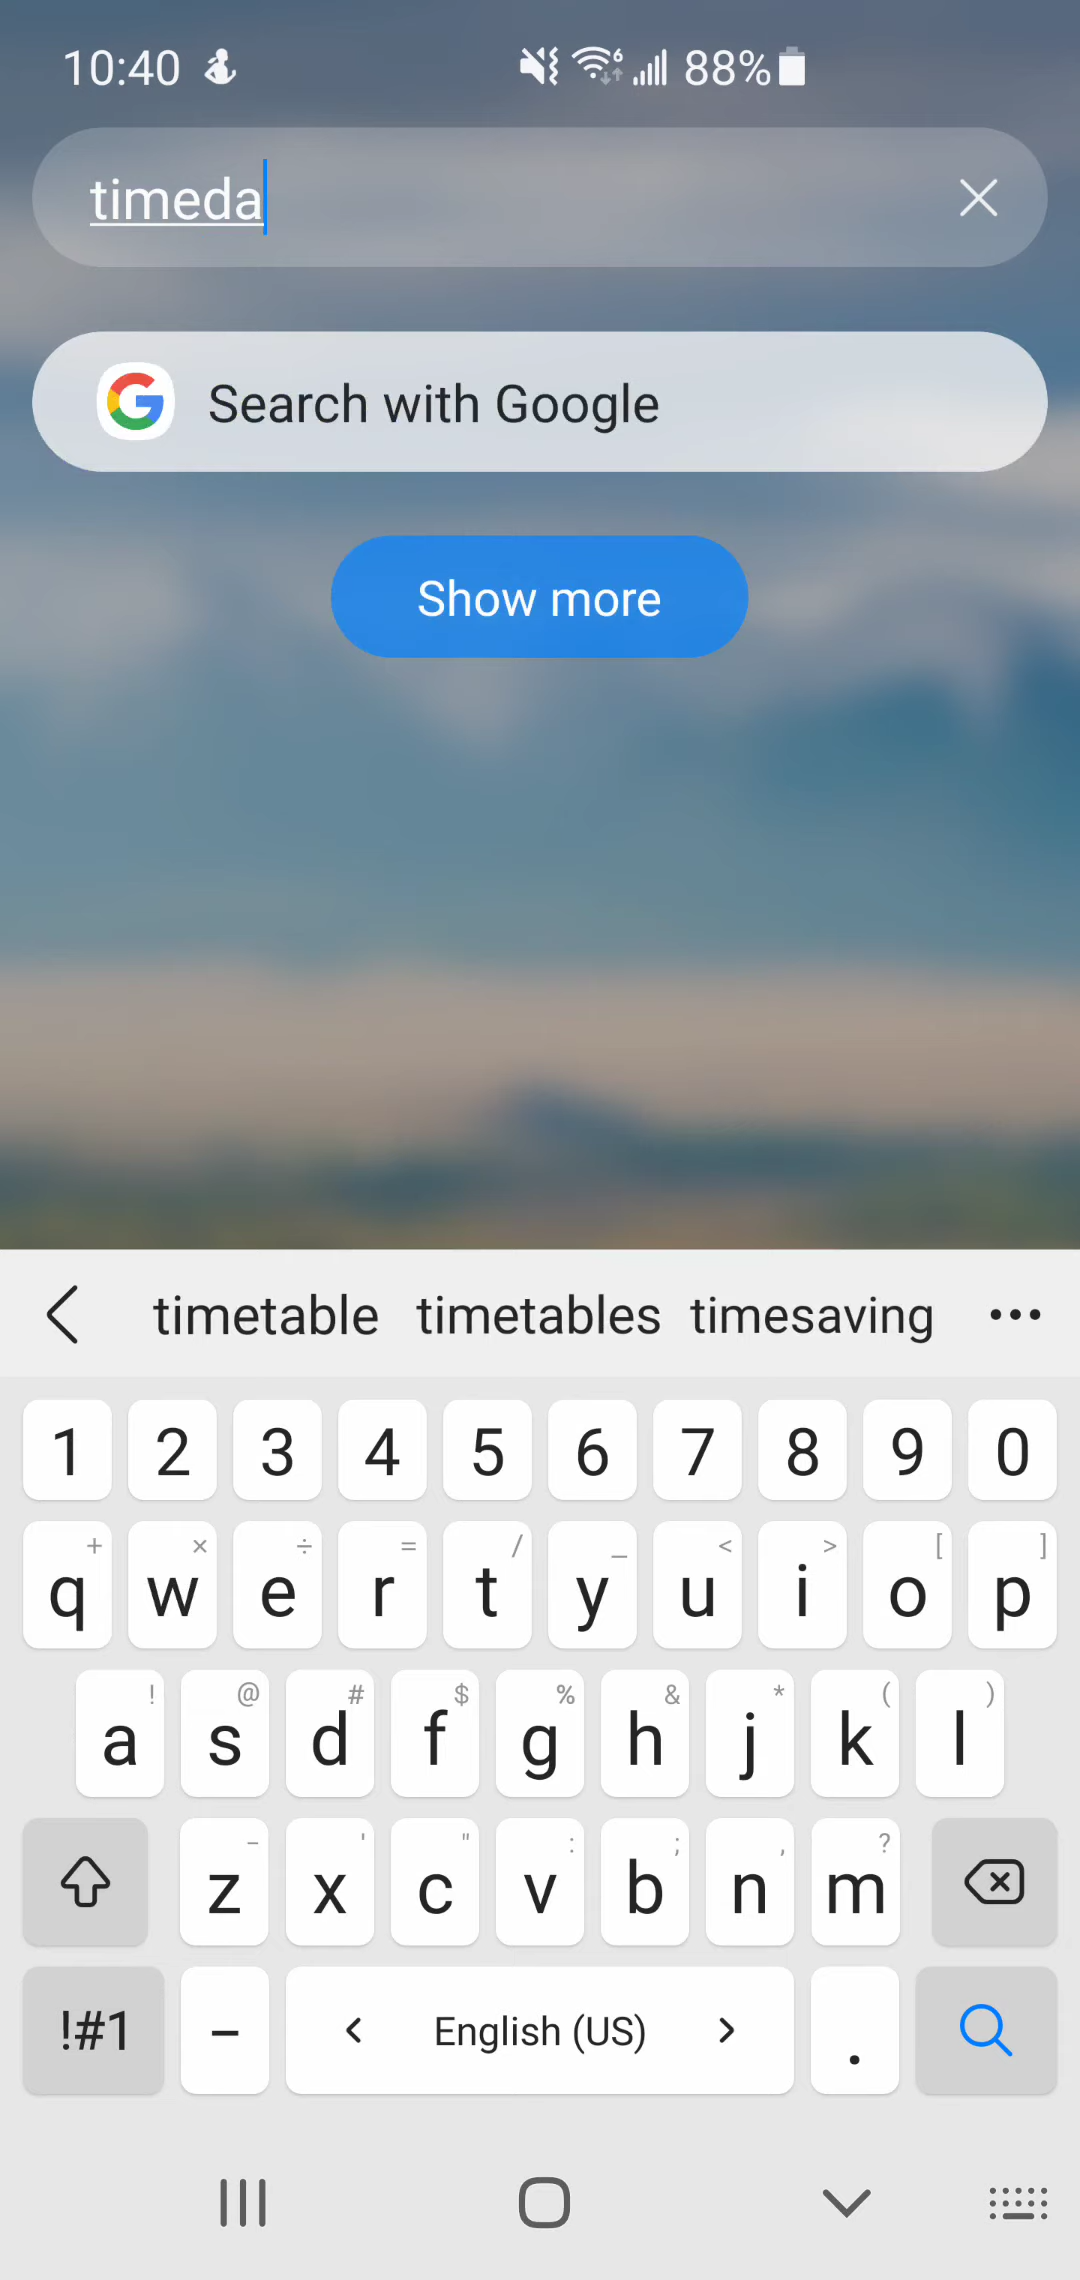 10:40 88%
timeda
Search with Google
Show more
timetable timetables timesaving
1 2 3 4 5 6 7 8 9 0
+ × ÷ = / _ < > [ ]
q w e r t y u i o p
! @ # $ % & * ( )
a s d f g h j k l
- ' " : ; , ?
z x c v b n m
!#1 – English (US) .